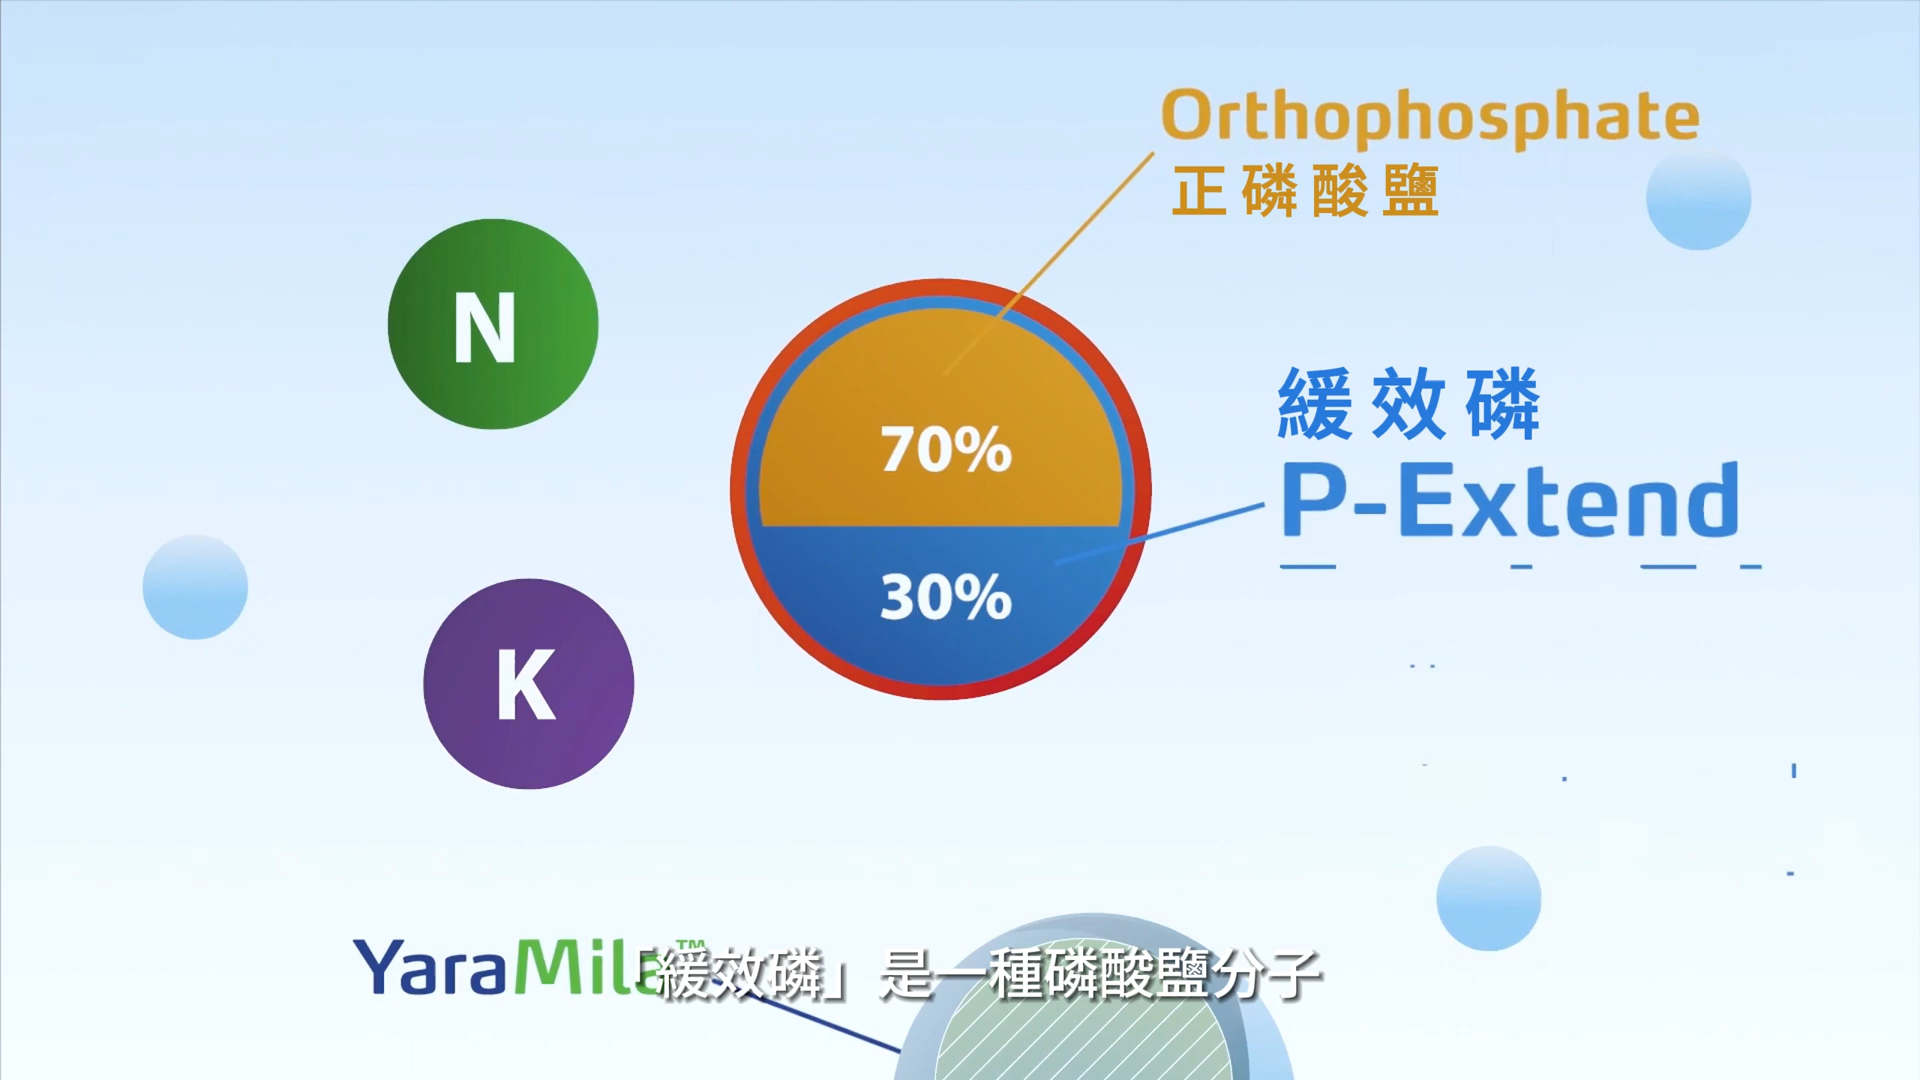 Orthophosphate
正磷酸鹽
N
70%
緩效磷
P-Extend
30%
K
YaraMila™
「緩效磷」是一種磷酸鹽分子